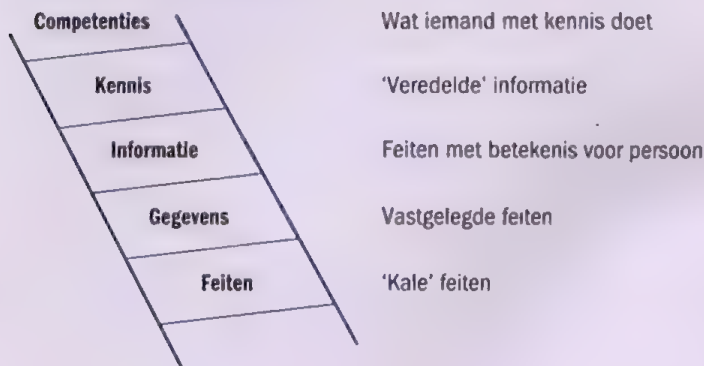 Competenties Wat iemand met kennis doet
Kennis 'Veredelde' informatie
Informatie Feiten met betekenis voor persoon
Gegevens Vastgelegde feiten
Feiten 'Kale' feiten